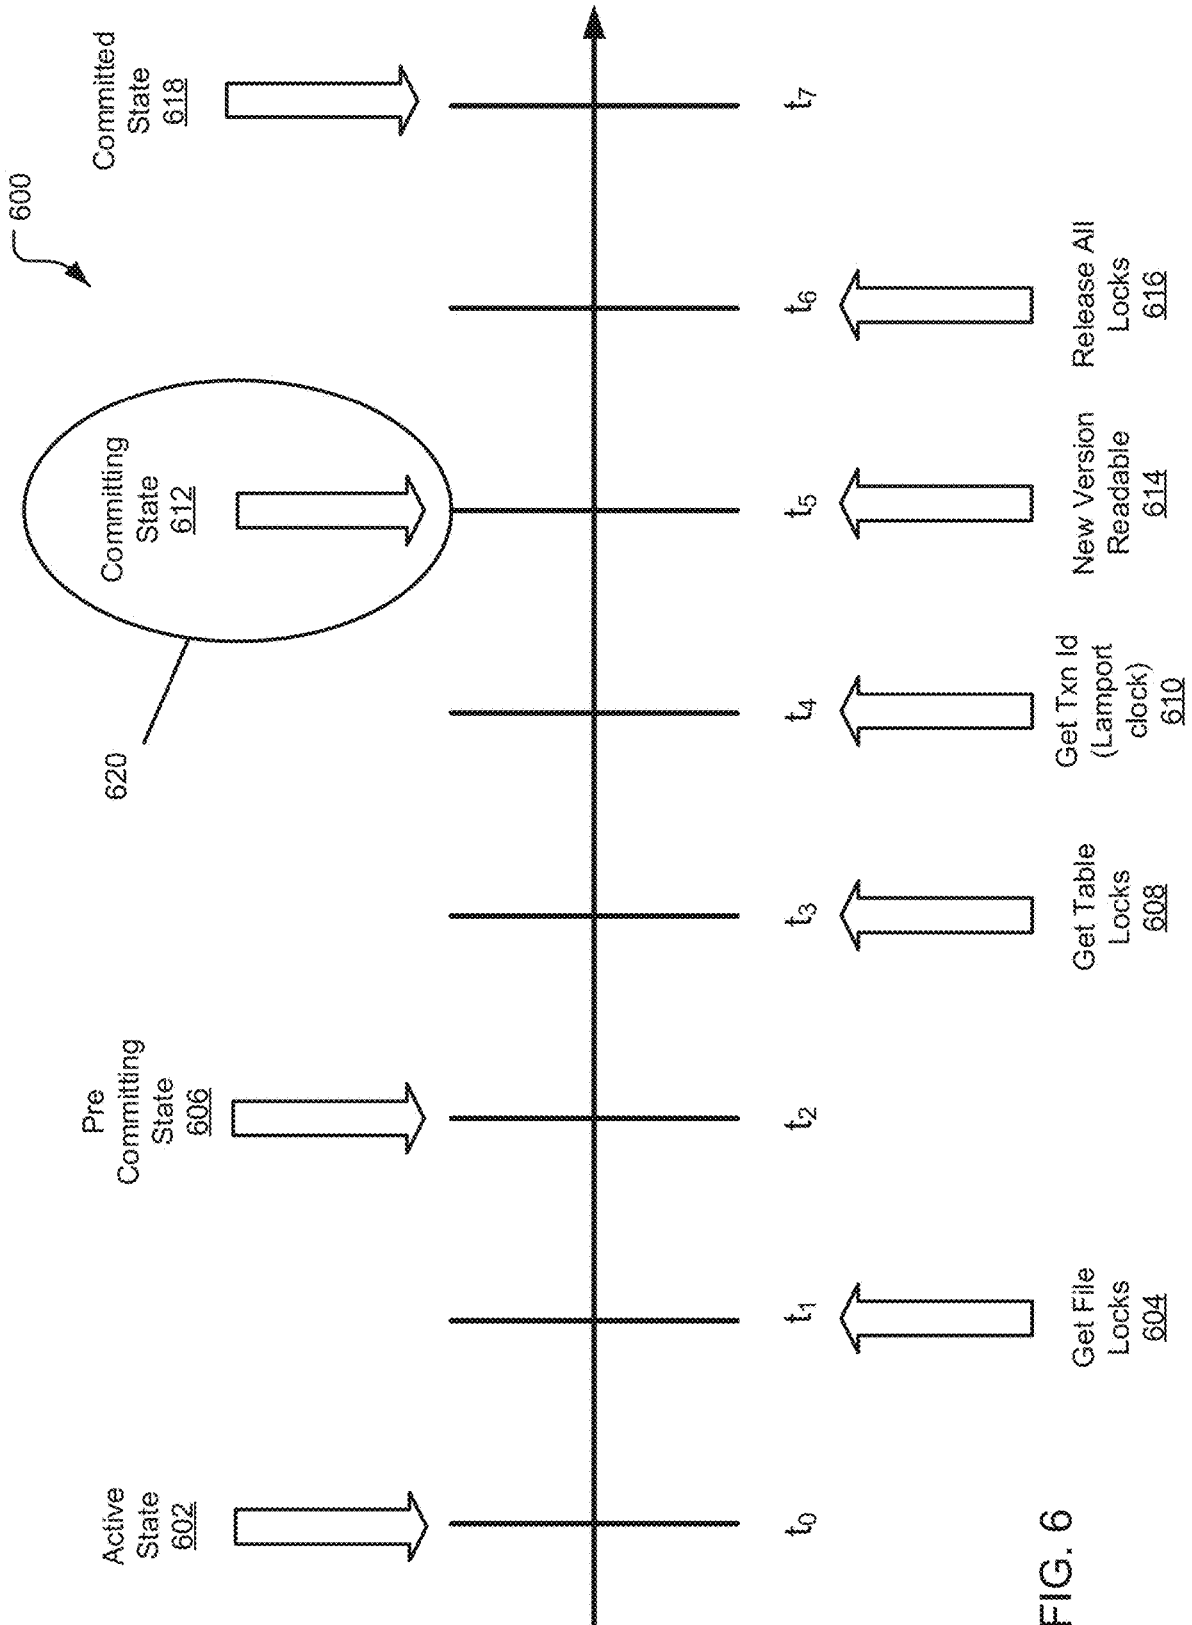 600
Active
State
602
Pre
Committing
State
606
620
Committing
State
612
Committed
State
618
t0
t1
t2
t3
t4
t5
t6
t7
Get File
Locks
604
Get Table
Locks
608
Get Txn Id
(Lamport
clock)
610
New Version
Readable
614
Release All
Locks
616
FIG. 6